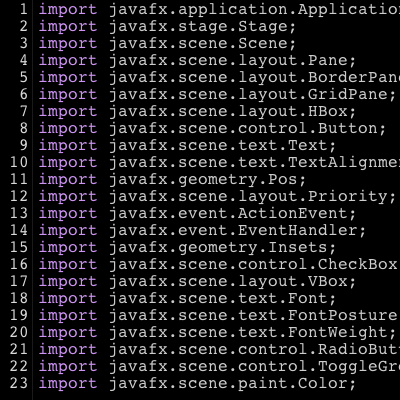 1 import javafx.application.Applicatio
2 import javafx.stage.Stage;
3 import javafx.scene.Scene;
4 import javafx.scene.layout.Pane;
5 import javafx.scene.layout.BorderPan
6 import javafx.scene.layout.GridPane;
7 import javafx.scene.layout.HBox;
8 import javafx.scene.control.Button;
9 import javafx.scene.text.Text;
10 import javafx.scene.text.TextAlignme
11 import javafx.geometry.Pos;
12 import javafx.scene.layout.Priority;
13 import javafx.event.ActionEvent;
14 import javafx.event.EventHandler;
15 import javafx.geometry.Insets;
16 import javafx.scene.control.CheckBox
17 import javafx.scene.layout.VBox;
18 import javafx.scene.text.Font;
19 import javafx.scene.text.FontPosture
20 import javafx.scene.text.FontWeight;
21 import javafx.scene.control.RadioBut
22 import javafx.scene.control.ToggleGr
23 import javafx.scene.paint.Color;